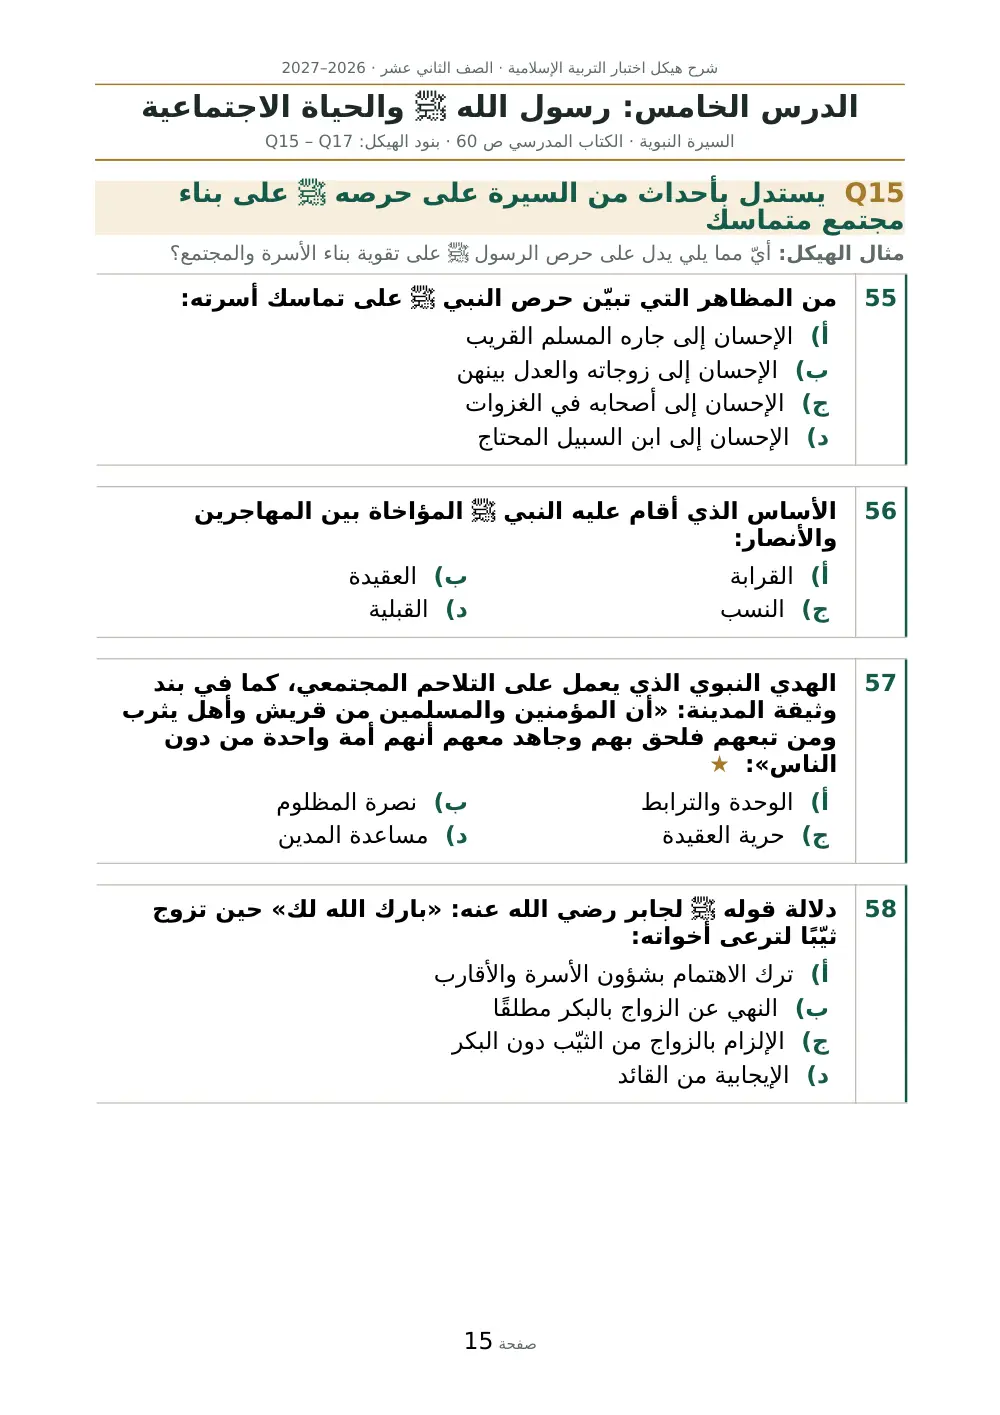 شرح هيكل اختبار التربية الإسلامية · الصف الثاني عشر · 2026–2027
الدرس الخامس: رسول الله ﷺ والحياة الاجتماعية
السيرة النبوية · الكتاب المدرسي ص 60 · بنود الهيكل: Q15 – Q17
Q15 يستدل بأحداث من السيرة على حرصه ﷺ على بناء
مجتمع متماسك
مثال الهيكل: أيّ مما يلي يدل على حرص الرسول ﷺ على تقوية بناء الأسرة والمجتمع؟
55 من المظاهر التي تبيّن حرص النبي ﷺ على تماسك أسرته:
أ) الإحسان إلى جاره المسلم القريب
ب) الإحسان إلى زوجاته والعدل بينهن
ج) الإحسان إلى أصحابه في الغزوات
د) الإحسان إلى ابن السبيل المحتاج
56 الأساس الذي أقام عليه النبي ﷺ المؤاخاة بين المهاجرين
والأنصار:
أ) القرابة ب) العقيدة
ج) النسب د) القبلية
57 الهدي النبوي الذي يعمل على التلاحم المجتمعي، كما في بند
وثيقة المدينة: «أن المؤمنين والمسلمين من قريش وأهل يثرب
ومن تبعهم فلحق بهم وجاهد معهم أنهم أمة واحدة من دون
الناس»: ★
أ) الوحدة والترابط ب) نصرة المظلوم
ج) حرية العقيدة د) مساعدة المدين
58 دلالة قوله ﷺ لجابر رضي الله عنه: «بارك الله لك» حين تزوج
ثيّبًا لترعى أخواته:
أ) ترك الاهتمام بشؤون الأسرة والأقارب
ب) النهي عن الزواج بالبكر مطلقًا
ج) الإلزام بالزواج من الثيّب دون البكر
د) الإيجابية من القائد
صفحة 15